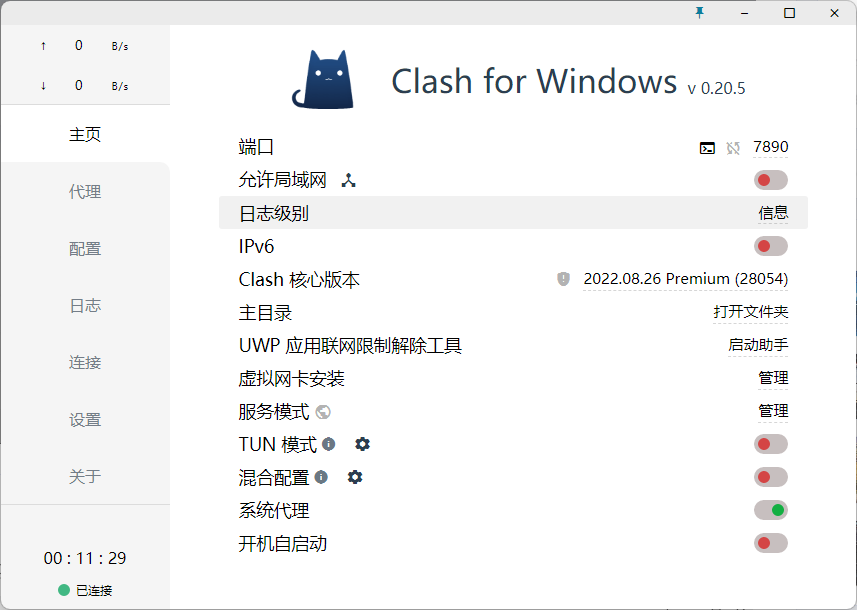 ↑ 0 B/s
↓ 0 B/s
主页
代理
配置
日志
连接
设置
关于
00 : 11 : 29
已连接
Clash for Windows v 0.20.5
端口 7890
允许局域网
日志级别 信息
IPv6
Clash 核心版本 2022.08.26 Premium (28054)
主目录 打开文件夹
UWP 应用联网限制解除工具 启动助手
虚拟网卡安装 管理
服务模式 管理
TUN 模式
混合配置
系统代理
开机自启动